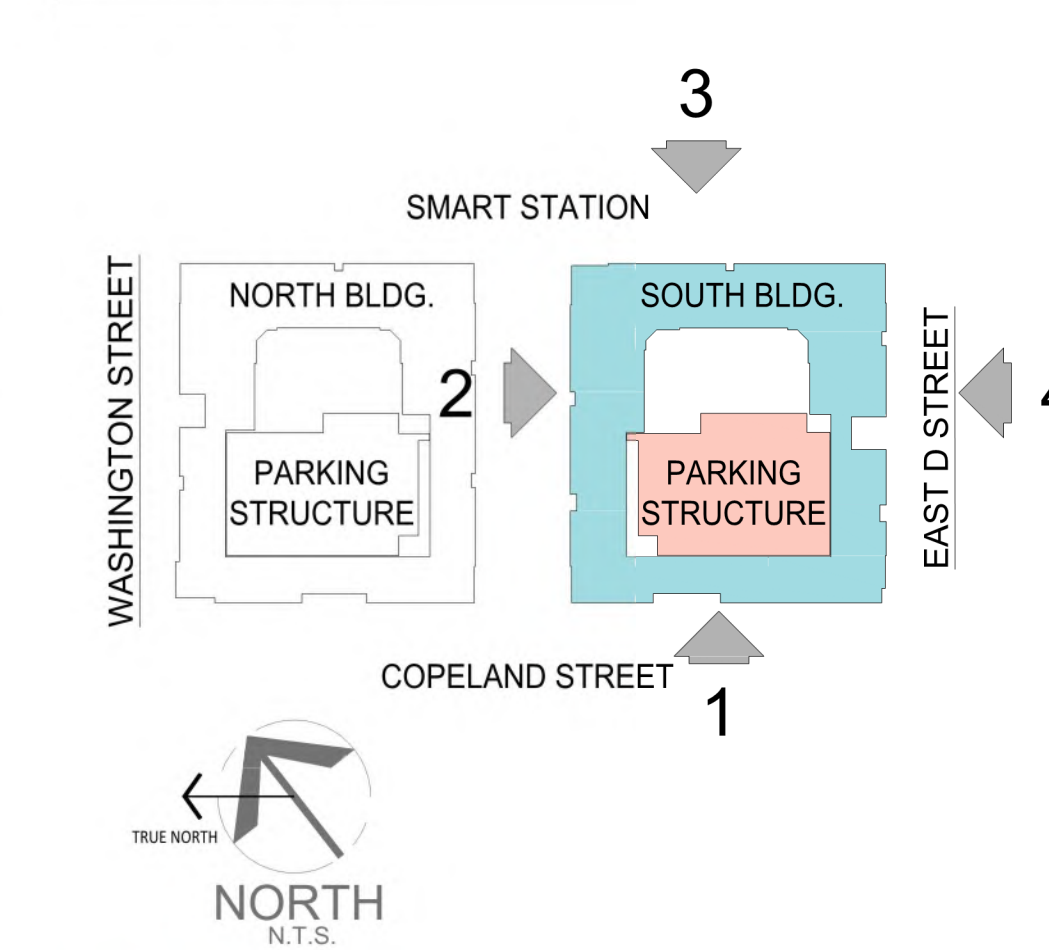 3
SMART STATION
WASHINGTON STREET
NORTH BLDG.
SOUTH BLDG.
EAST D STREET
2
4
PARKING
STRUCTURE
PARKING
STRUCTURE
COPELAND STREET
1
TRUE NORTH
NORTH
N.T.S.